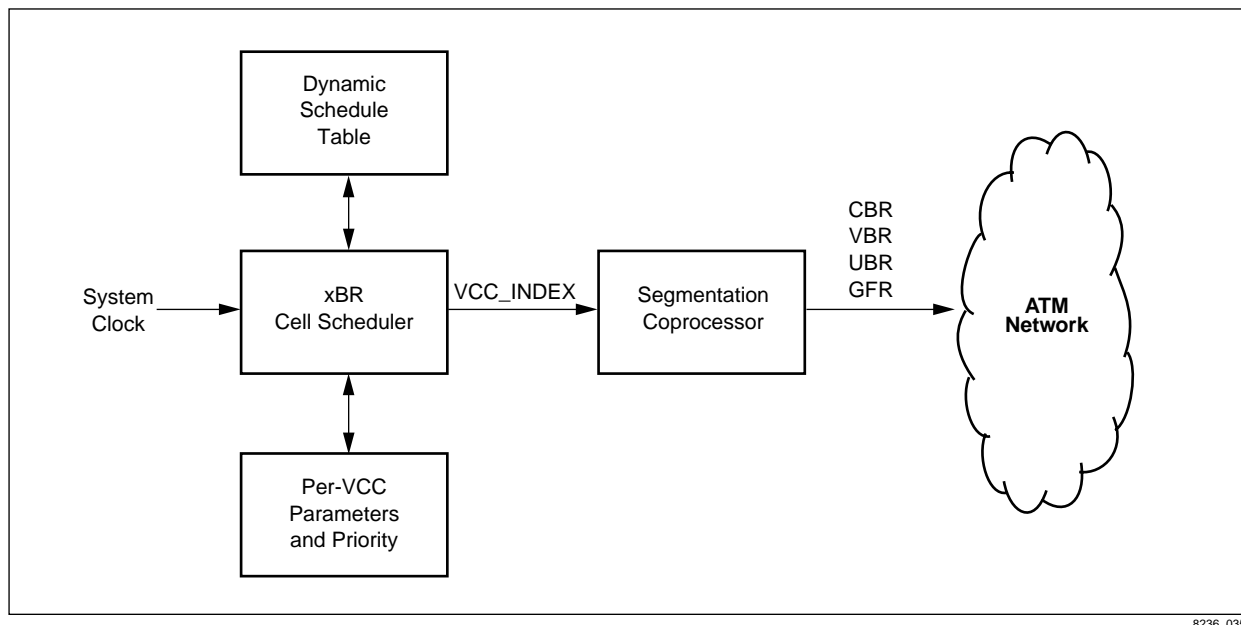 Dynamic
Schedule
Table
System
Clock
xBR
Cell Scheduler
VCC_INDEX
Segmentation
Coprocessor
CBR
VBR
UBR
GFR
ATM
Network
Per-VCC
Parameters
and Priority